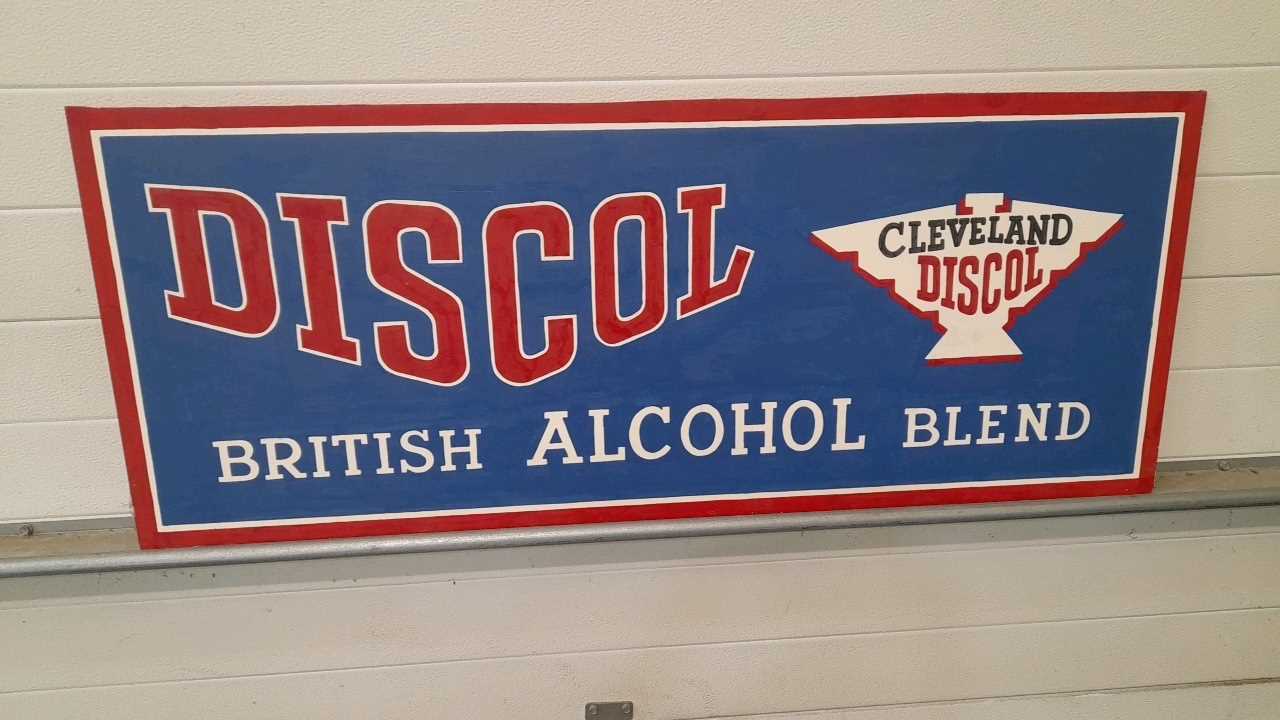 DISCOL
CLEVELAND
DISCOL
BRITISH ALCOHOL BLEND